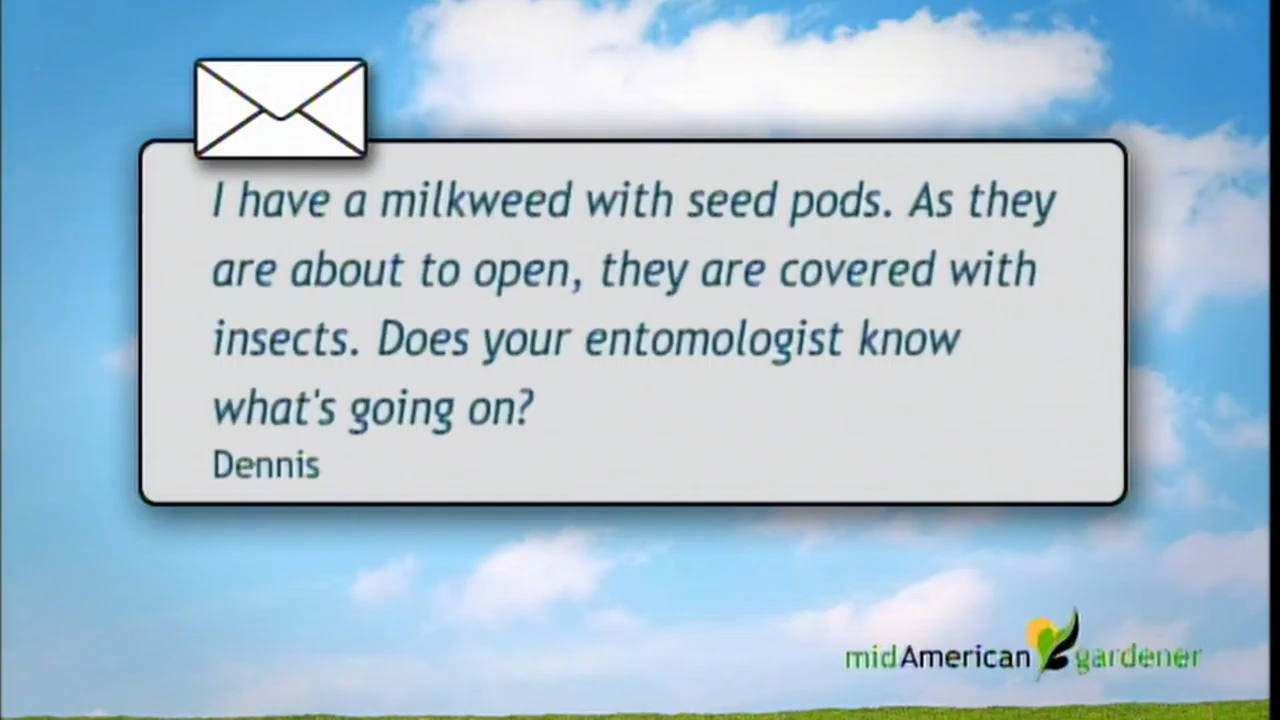 I have a milkweed with seed pods. As they
are about to open, they are covered with
insects. Does your entomologist know
what's going on?
Dennis
midAmerican gardener